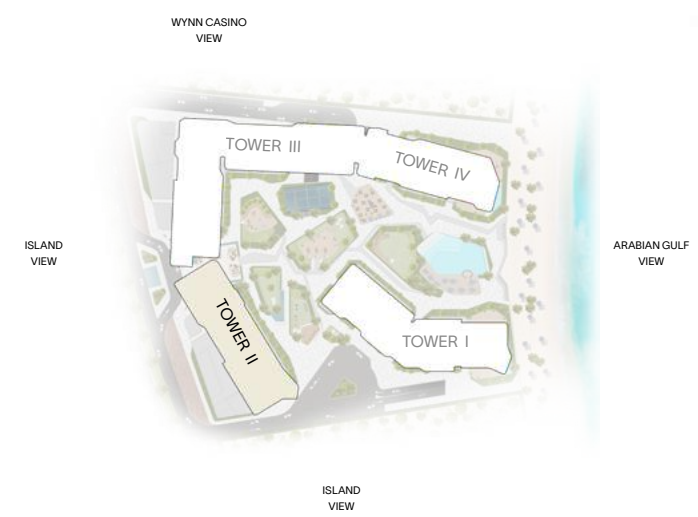 WYNN CASINO
VIEW
TOWER III
TOWER IV
ISLAND
VIEW
ARABIAN GULF
VIEW
TOWER II
TOWER I
ISLAND
VIEW